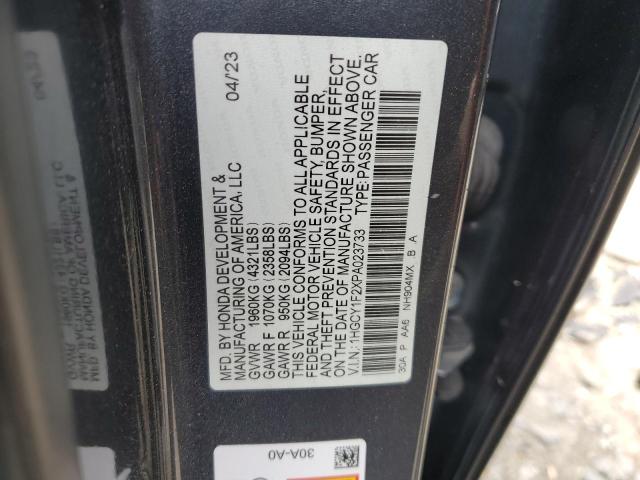 MFD. BY HONDA DEVELOPMENT &
MANUFACTURING OF AMERICA, LLC 04/'23
GVWR 1960KG (4321LBS)
GAWR F 1070KG (2358LBS)
GAWR R 950KG (2094LBS)
THIS VEHICLE CONFORMS TO ALL APPLICABLE
FEDERAL MOTOR VEHICLE SAFETY, BUMPER,
AND THEFT PREVENTION STANDARDS IN EFFECT
ON THE DATE OF MANUFACTURE SHOWN ABOVE.
V.I.N.: 1HGCY1F2XPA023733 TYPE: PASSENGER CAR
30A P AA6 NH904MX B A
30A-A0